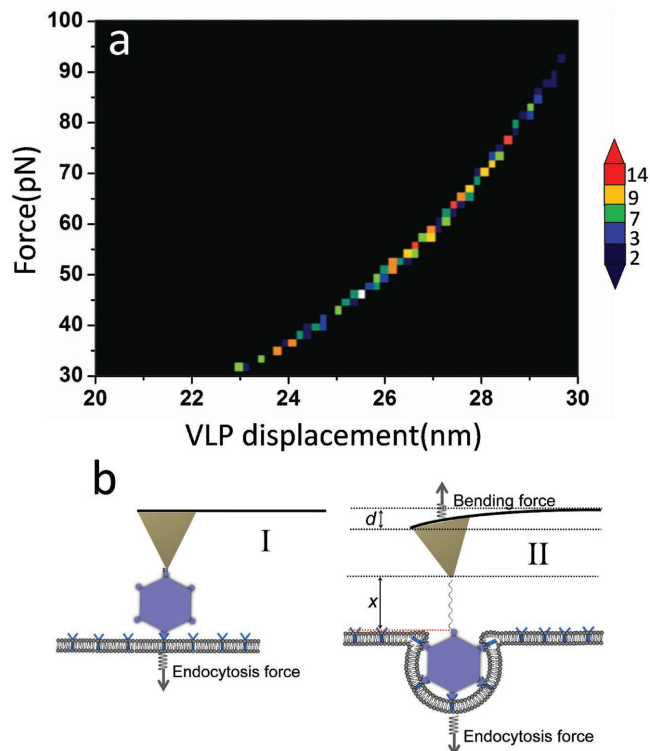 a
100
90
80
70
60
50
40
30
Force(pN)
20 22 24 26 28 30
VLP displacement(nm)
14
9
7
3
2
b
I
Endocytosis force
Bending force
d
II
x
Endocytosis force